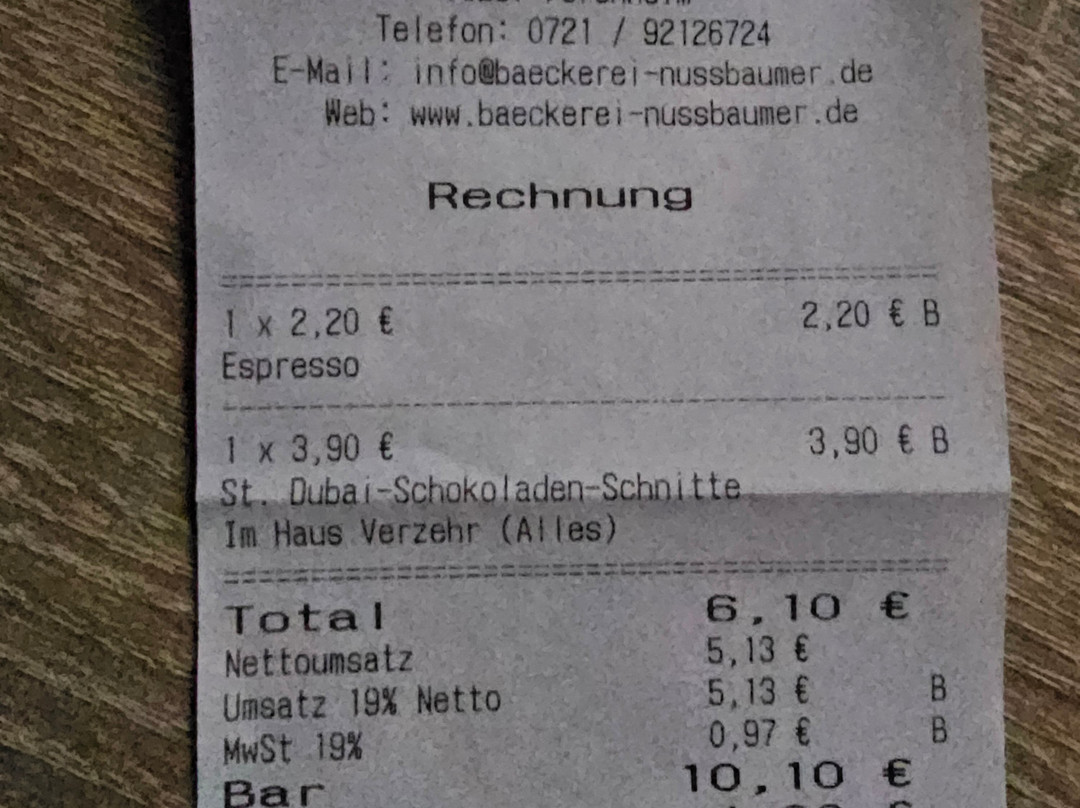 Telefon: 0721 / 92126724
E-Mail: info@baeckerei-nussbaumer.de
Web: www.baeckerei-nussbaumer.de
Rechnung
1 x 2,20 € 2,20 € B
Espresso
1 x 3,90 € 3,90 € B
St. Dubai-Schokoladen-Schnitte
Im Haus Verzehr (Alles)
Total 6,10 €
Nettoumsatz 5,13 €
Umsatz 19% Netto 5,13 € B
MwSt 19% 0,97 € B
Bar 10,10 €